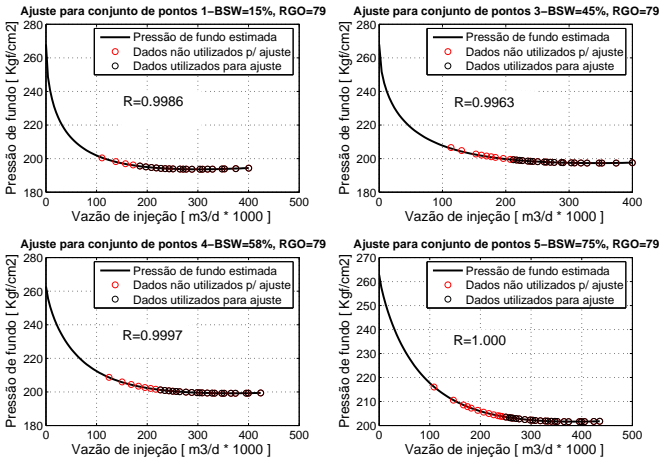 Ajuste para conjunto de pontos 1−BSW=15%, RGO=79
Pressão de fundo [ Kgf/cm2]
280
260
240
220
200
180
Pressão de fundo estimada
Dados não utilizados p/ ajuste
Dados utilizados para ajuste
R=0.9986
0 100 200 300 400 500
Vazão de injeção [ m3/d * 1000 ]
Ajuste para conjunto de pontos 3−BSW=45%, RGO=79
Pressão de fundo [ Kgf/cm2]
280
260
240
220
200
180
Pressão de fundo estimada
Dados não utilizados p/ ajuste
Dados utilizados para ajuste
R=0.9963
0 100 200 300 400
Vazão de injeção [ m3/d * 1000 ]
Ajuste para conjunto de pontos 4−BSW=58%, RGO=79
Pressão de fundo [ Kgf/cm2]
280
260
240
220
200
180
Pressão de fundo estimada
Dados não utilizados p/ ajuste
Dados utilizados para ajuste
R=0.9997
0 100 200 300 400 500
Vazão de injeção [ m3/d * 1000 ]
Ajuste para conjunto de pontos 5−BSW=75%, RGO=79
Pressão de fundo [ Kgf/cm2]
270
260
250
240
230
220
210
200
Pressão de fundo estimada
Dados não utilizados p/ ajuste
Dados utilizados para ajuste
R=1.000
0 100 200 300 400 500
Vazão de injeção [ m3/d * 1000 ]